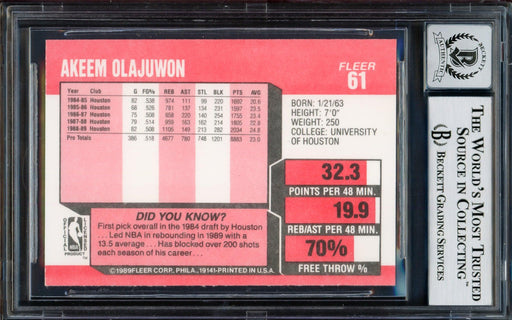 AKEEM OLAJUWON
FLEER
61
Year Club G FG% REB AST STL BLK PTS AVG
1984-85 Houston 82 .538 974 111 99 220 1692 20.6
1985-86 Houston 68 .526 781 137 134 231 1597 23.5
1986-87 Houston 75 .508 858 220 140 254 1755 23.4
1987-88 Houston 79 .514 959 163 162 214 1805 22.8
1988-89 Houston 82 .508 1105 149 213 282 2034 24.8
Pro Totals 386 .518 4677 780 748 1201 8883 23.0
BORN: 1/21/63
HEIGHT: 7'0"
WEIGHT: 250
COLLEGE: UNIVERSITY
OF HOUSTON
32.3
POINTS PER 48 MIN.
19.9
REB/AST PER 48 MIN.
70%
FREE THROW %
DID YOU KNOW?
First pick overall in the 1984 draft by Houston
. . . Led NBA in rebounding in 1989 with a
13.5 average . . . Has blocked over 200 shots
each season of his career . . .
OFFICIAL
LICENSED
NBA
PRODUCT
©1989 FLEER CORP. PHILA., 19141-PRINTED IN U.S.A.
BECKETT
AUTHENTIC
THE WORLD'S MOST TRUSTED
SOURCE IN COLLECTING™
BECKETT GRADING SERVICES